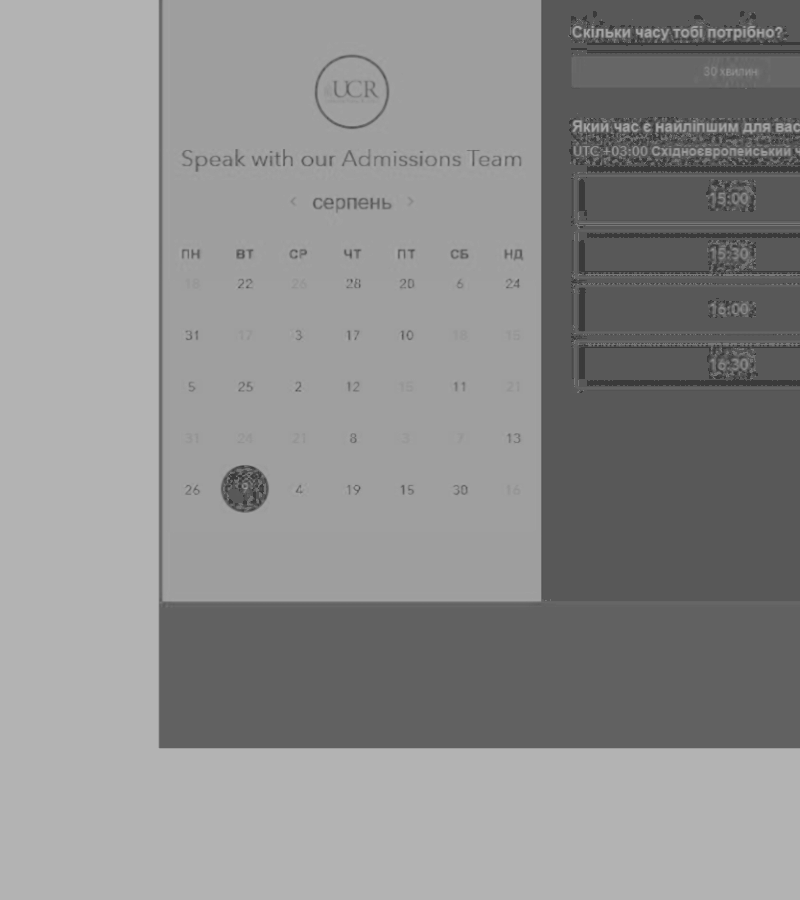 UCR
Speak with our Admissions Team
< серпень >
ПН ВТ СР ЧТ ПТ СБ НД
18 22 26 28 20 6 24
31 17 3 17 10 18 15
5 25 2 12 15 11 21
31 24 21 8 3 7 13
26 4 19 15 30 16
Скільки часу тобі потрібно?
30 хвилин
Який час є найліпшим для вас
UTC +03:00 Східноєвропейський ч
15:00
15:30
16:00
16:30